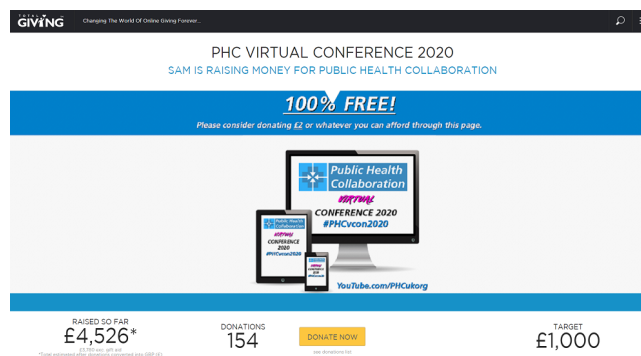 TOTAL
GIVING
Changing The World Of Online Giving Forever...
PHC VIRTUAL CONFERENCE 2020
SAM IS RAISING MONEY FOR PUBLIC HEALTH COLLABORATION
100% FREE!
Please consider donating £2 or whatever you can afford through this page.
Public Health
Collaboration
VIRTUAL
CONFERENCE 2020
#PHCvcon2020
Public Health
Collaboration
VIRTUAL
CONFERENCE
2020
#PHCvcon2020
YouTube.com/PHCukorg
RAISED SO FAR
£4,526*
DONATIONS
154
DONATE NOW
see donations list
TARGET
£1,000